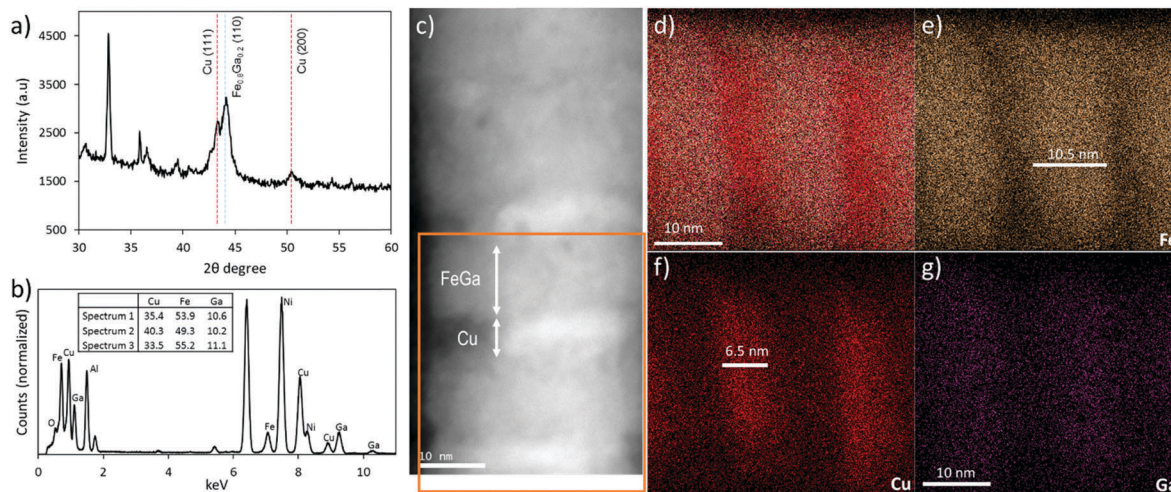 a)
4500
3500
2500
1500
500
Intensity (a.u)
Cu (111)
Fe0.8Ga0.2 (110)
Cu (200)
30 35 40 45 50 55 60
2θ degree
b)
Cu Fe Ga
Spectrum 1 35.4 53.9 10.6
Spectrum 2 40.3 49.3 10.2
Spectrum 3 33.5 55.2 11.1
Counts (normalized)
O
Fe
Cu
Ga
Al
Fe
Ni
Cu
Ni
Cu
Ga
Ga
0 2 4 6 8 10
keV
c)
FeGa
Cu
10 nm
d)
10 nm
e)
10.5 nm
F
f)
6.5 nm
Cu
g)
10 nm
G